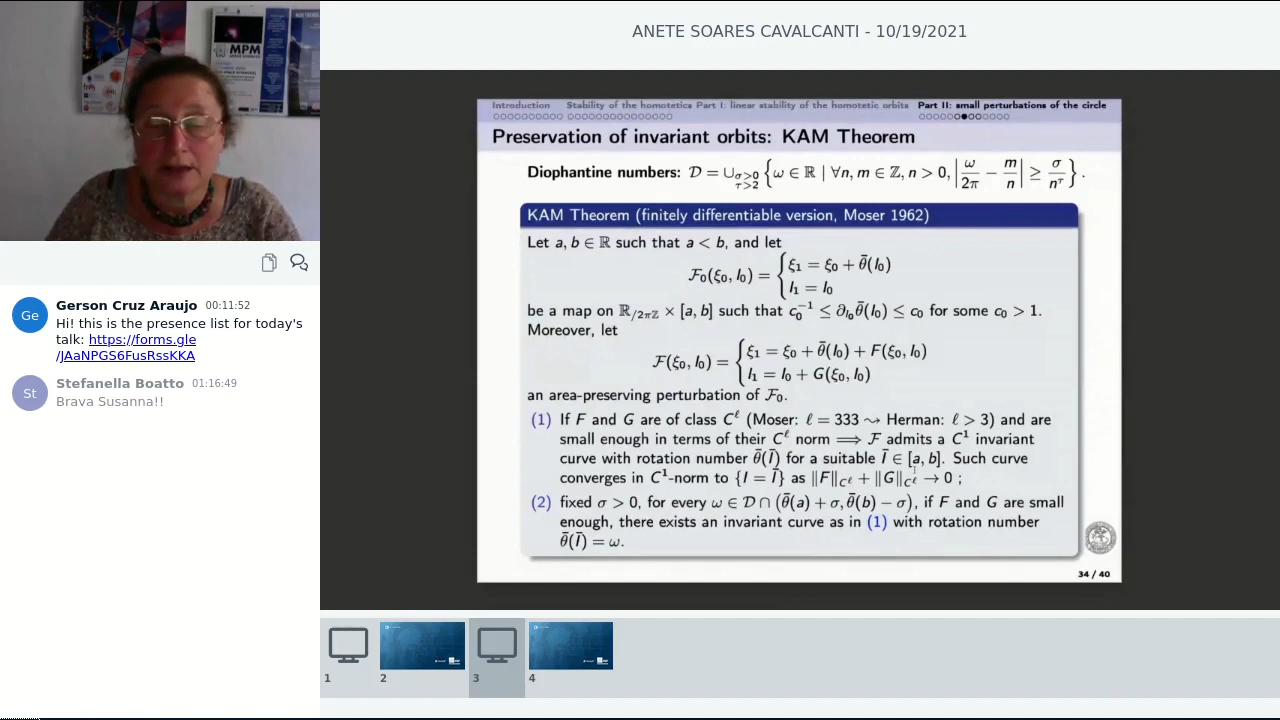 ANETE SOARES CAVALCANTI - 10/19/2021
MPM
Gerson Cruz Araujo 00:11:52
Ge
Hi! this is the presence list for today's
talk: https://forms.gle
/JAaNPGS6FusRssKKA
Stefanella Boatto 01:16:49
St
Brava Susanna!!
Introduction Stability of the homotetics Part I: linear stability of the homotetic orbits Part II: small perturbations of the circle
Preservation of invariant orbits: KAM Theorem
Diophantine numbers: 𝒟 = ∪_{σ>0, τ>2} { ω ∈ ℝ | ∀n, m ∈ ℤ, n > 0, |ω/2π − m/n| ≥ σ/n^τ } .
KAM Theorem (finitely differentiable version, Moser 1962)
Let a, b ∈ ℝ such that a < b, and let
ℱ₀(ξ₀, I₀) = { ξ₁ = ξ₀ + θ̄(I₀)
I₁ = I₀
be a map on ℝ/2πℤ × [a, b] such that c₀⁻¹ ≤ ∂_{I₀}θ̄(I₀) ≤ c₀ for some c₀ > 1.
Moreover, let
ℱ(ξ₀, I₀) = { ξ₁ = ξ₀ + θ̄(I₀) + F(ξ₀, I₀)
I₁ = I₀ + G(ξ₀, I₀)
an area-preserving perturbation of ℱ₀.
(1) If F and G are of class C^ℓ (Moser: ℓ = 333 ⇝ Herman: ℓ > 3) and are
small enough in terms of their C^ℓ norm ⟹ ℱ admits a C¹ invariant
curve with rotation number θ̄(Ī) for a suitable Ī ∈ [a, b]. Such curve
converges in C¹-norm to {I = Ī} as ‖F‖_{C^ℓ} + ‖G‖_{C^ℓ} → 0 ;
(2) fixed σ > 0, for every ω ∈ 𝒟 ∩ (θ̄(a) + σ, θ̄(b) − σ), if F and G are small
enough, there exists an invariant curve as in (1) with rotation number
θ̄(Ī) = ω.
34 / 40
1
2
3
4